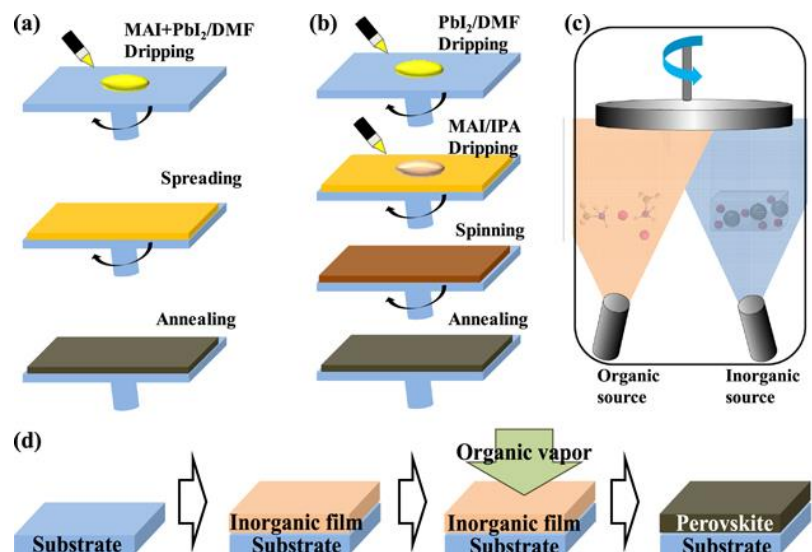 (a)
MAI+PbI₂/DMF
Dripping
Spreading
Annealing
(b)
PbI₂/DMF
Dripping
MAI/IPA
Dripping
Spinning
Annealing
(c)
Organic
source
Inorganic
source
(d)
Substrate
Inorganic film
Substrate
Organic vapor
Inorganic film
Substrate
Perovskite
Substrate